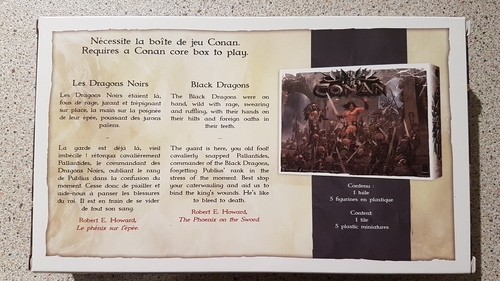 Nécessite la boîte de jeu Conan.
Requires a Conan core box to play.
Les Dragons Noirs
Les Dragons Noirs étaient là,
fous de rage, jurant et trépignant
sur place, la main sur la poignée
de leur épée, poussant des jurons
païens.
La garde est déjà là, vieil
imbécile ! rétorqua cavalièrement
Pallantides, le commandant des
Dragons Noirs, oubliant le rang
de Publius dans la confusion du
moment. Cesse donc de piailler et
aide-nous à panser les blessures
du roi. Il est en train de se vider
de tout son sang.
Robert E. Howard,
Le phénix sur l'épée.
Black Dragons
The Black Dragons were on
hand, wild with rage, swearing
and ruffling, with their hands on
their hilts and foreign oaths in
their teeth.
The guard is here, you old fool!
cavalierly snapped Pallantides,
commander of the Black Dragons,
forgetting Publius' rank in the
stress of the moment. Best stop
your caterwauling and aid us to
bind the king's wounds. He's like
to bleed to death.
Robert E. Howard,
The Phoenix on the Sword
CONAN
Contenu :
1 tuile
5 figurines en plastique
Content:
1 tile
5 plastic miniatures